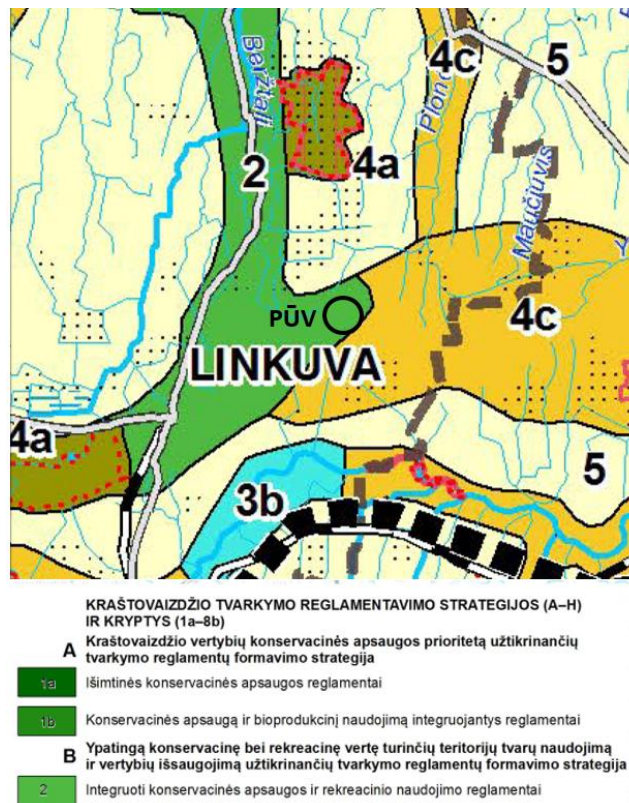 4c
5
Beržtalį
4a
2
Maučiuvis
PŪV
4c
LINKUVA
4a
5
3b
KRAŠTOVAIZDŽIO TVARKYMO REGLAMENTAVIMO STRATEGIJOS (A–H)
IR KRYPTYS (1a–8b)
A Kraštovaizdžio vertybių konservacinės apsaugos prioritetą užtikrinančių
tvarkymo reglamentų formavimo strategija
1a Išimtinės konservacinės apsaugos reglamentai
1b Konservacinės apsaugą ir bioprodukcinį naudojimą integruojantys reglamentai
B Ypatingą konservacinę bei rekreacinę vertę turinčių teritorijų tvarų naudojimą
ir vertybių išsaugojimą užtikrinančių tvarkymo reglamentų formavimo strategija
2 Integruoti konservacinės apsaugos ir rekreacinio naudojimo reglamentai